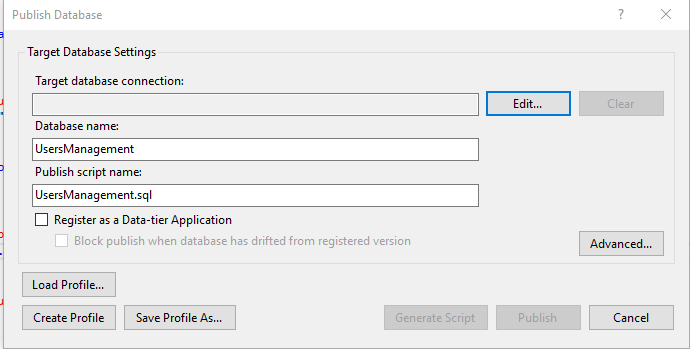 Publish Database
Target Database Settings
Target database connection:
Edit...
Clear
Database name:
UsersManagement
Publish script name:
UsersManagement.sql
Register as a Data-tier Application
Block publish when database has drifted from registered version
Advanced...
Load Profile...
Create Profile
Save Profile As...
Generate Script
Publish
Cancel